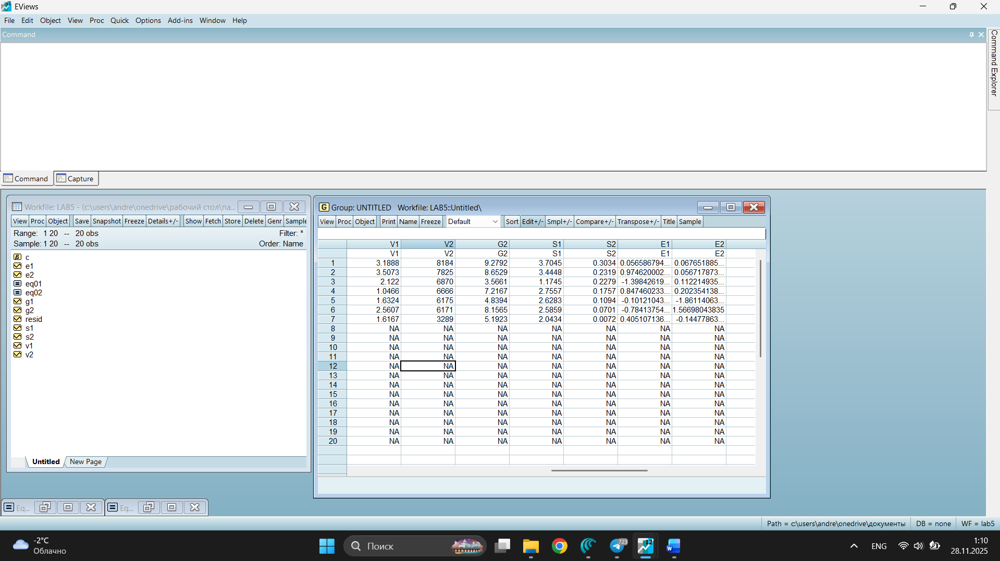 EViews
File Edit Object View Proc Quick Options Add-ins Window Help
Command
Command Explorer
Command Capture
Workfile: LAB5 - (c:\users\andre\onedrive\рабочий стол\па...
View Proc Object Save Snapshot Freeze Details+/- Show Fetch Store Delete Genr Sample
Range: 1 20 -- 20 obs Filter: *
Sample: 1 20 -- 20 obs Order: Name
c
e1
e2
eq01
eq02
g1
g2
resid
s1
s2
v1
v2
Untitled New Page
Group: UNTITLED Workfile: LAB5::Untitled\
View Proc Object Print Name Freeze Default Sort Edit+/- Smpl+/- Compare+/- Transpose+/- Title Sample
V1 V2 G2 S1 S2 E1 E2
V1 V2 G2 S1 S2 E1 E2
1 3.1888 8184 9.2792 3.7045 0.3034 0.056586794... 0.067651885...
2 3.5073 7825 8.6529 3.4448 0.2319 0.974620002... 0.056717873...
3 2.122 6870 3.5661 1.1745 0.2279 -1.39842619... 0.112214935...
4 1.0466 6666 7.2167 2.7557 0.1757 0.847460233... 0.202354138...
5 1.6324 6175 4.8394 2.6283 0.1094 -0.10121043... -1.86114063...
6 2.5607 6171 8.1565 2.5859 0.0701 -0.78413754... 1.56698043835
7 1.6167 3289 5.1923 2.0434 0.0072 0.405107136... -0.14477863...
8 NA NA NA NA NA NA NA
9 NA NA NA NA NA NA NA
10 NA NA NA NA NA NA NA
11 NA NA NA NA NA NA NA
12 NA NA NA NA NA NA NA
13 NA NA NA NA NA NA NA
14 NA NA NA NA NA NA NA
15 NA NA NA NA NA NA NA
16 NA NA NA NA NA NA NA
17 NA NA NA NA NA NA NA
18 NA NA NA NA NA NA NA
19 NA NA NA NA NA NA NA
20 NA NA NA NA NA NA NA
Eq... Eq...
Path = c:\users\andre\onedrive\документы DB = none WF = lab5
-2°C
Облачно
Поиск
723
12
ENG
1:10
28.11.2025